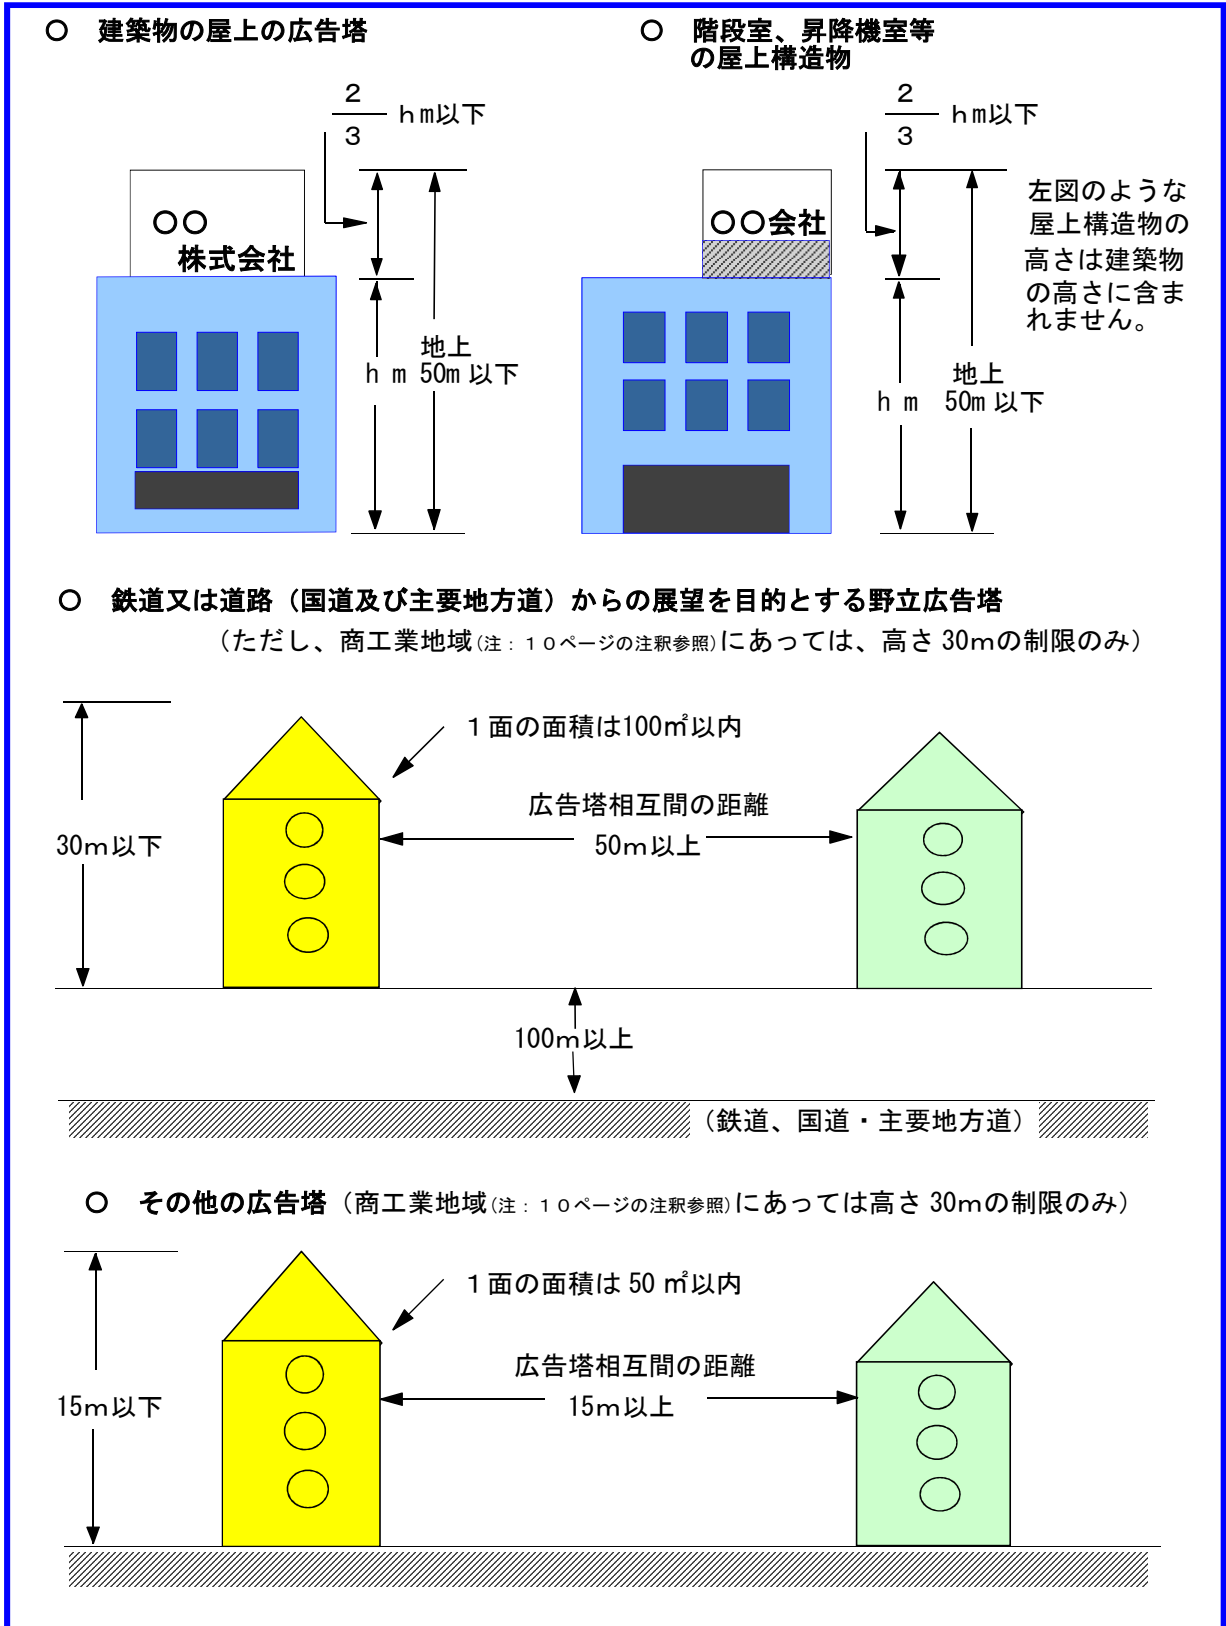 ○ 建築物の屋上の広告塔
2
3
hm以下
○○
株式会社
地上
hm 50m以下
○ 階段室、昇降機室等
の屋上構造物
2
3
hm以下
○○会社
地上
hm 50m以下
左図のような
屋上構造物の
高さは建築物
の高さに含ま
れません。
○ 鉄道又は道路(国道及び主要地方道)からの展望を目的とする野立広告塔
(ただし、商工業地域(注:10ページの注釈参照)にあっては、高さ30mの制限のみ)
1面の面積は100㎡以内
広告塔相互間の距離
30m以下
50m以上
100m以上
(鉄道、国道・主要地方道)
○ その他の広告塔(商工業地域(注:10ページの注釈参照)にあっては高さ30mの制限のみ)
1面の面積は50㎡以内
広告塔相互間の距離
15m以下
15m以上